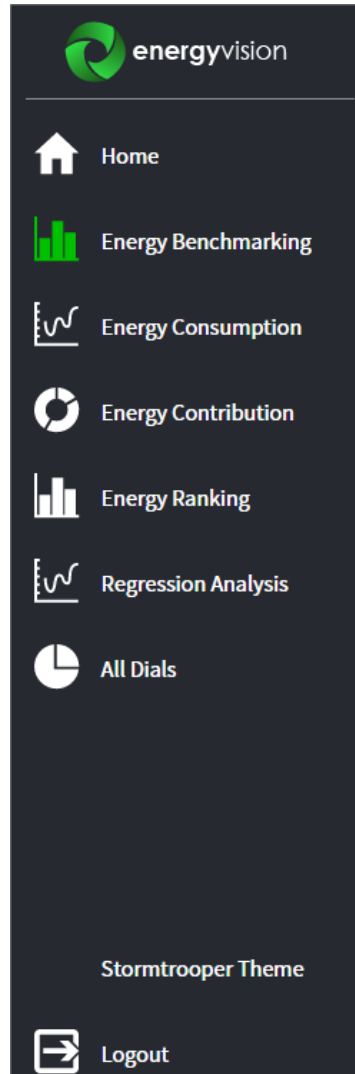 energyvision
Home
Energy Benchmarking
Energy Consumption
Energy Contribution
Energy Ranking
Regression Analysis
All Dials
Stormtrooper Theme
Logout